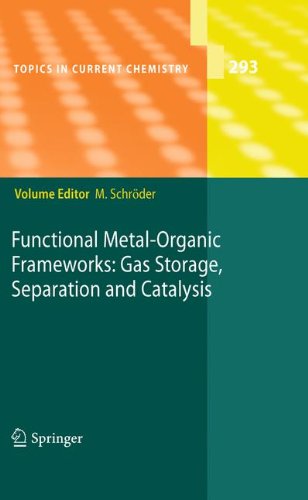 TOPICS IN CURRENT CHEMISTRY 293
Volume Editor M. Schröder
Functional Metal-Organic
Frameworks: Gas Storage,
Separation and Catalysis
Springer